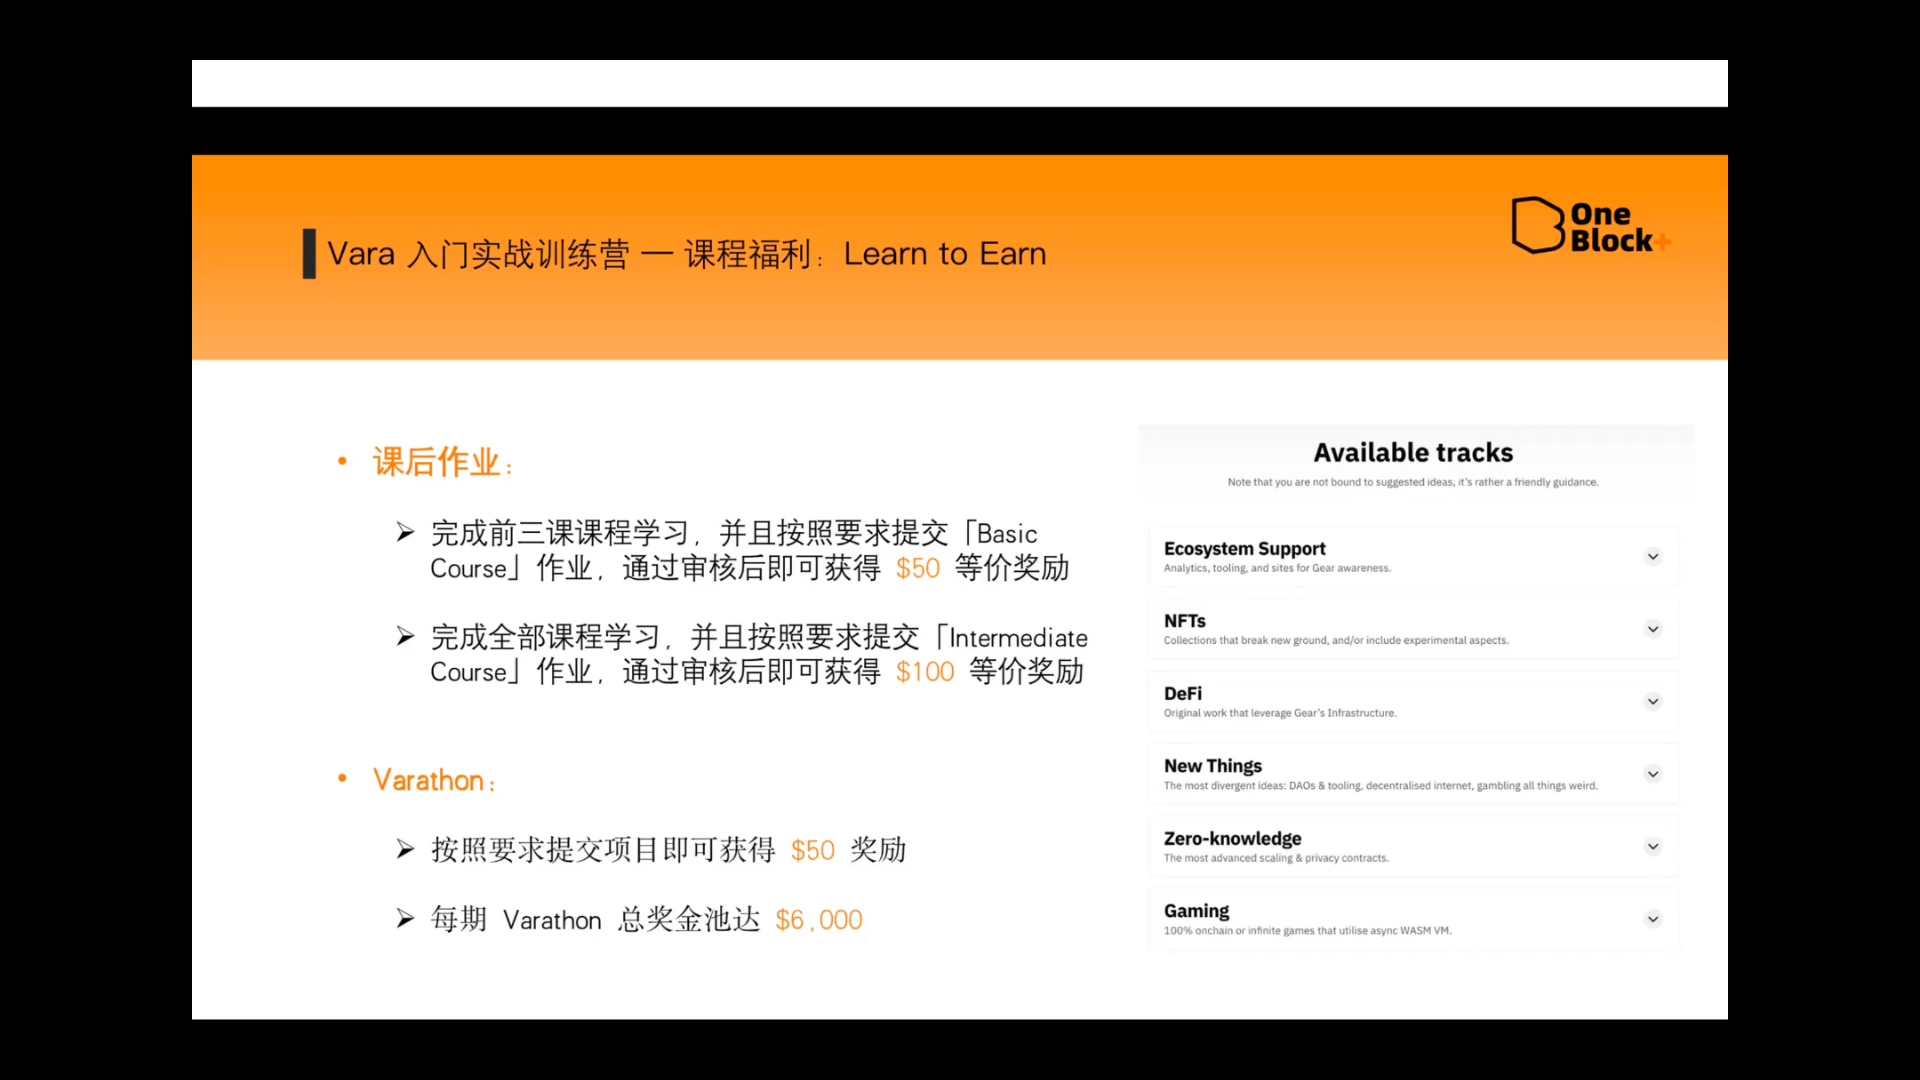 Vara 入门实战训练营 — 课程福利：Learn to Earn
One
Block+
• 课后作业：
➢ 完成前三课课程学习，并且按照要求提交「Basic
Course」作业，通过审核后即可获得 $50 等价奖励
➢ 完成全部课程学习，并且按照要求提交「Intermediate
Course」作业，通过审核后即可获得 $100 等价奖励
• Varathon：
➢ 按照要求提交项目即可获得 $50 奖励
➢ 每期 Varathon 总奖金池达 $6,000
Available tracks
Note that you are not bound to suggested ideas, it's rather a friendly guidance.
Ecosystem Support
Analytics, tooling, and sites for Gear awareness.
NFTs
Collections that break new ground, and/or include experimental aspects.
DeFi
Original work that leverage Gear's Infrastructure.
New Things
The most divergent ideas: DAOs & tooling, decentralised internet, gambling all things weird.
Zero-knowledge
The most advanced scaling & privacy contracts.
Gaming
100% onchain or infinite games that utilise async WASM VM.